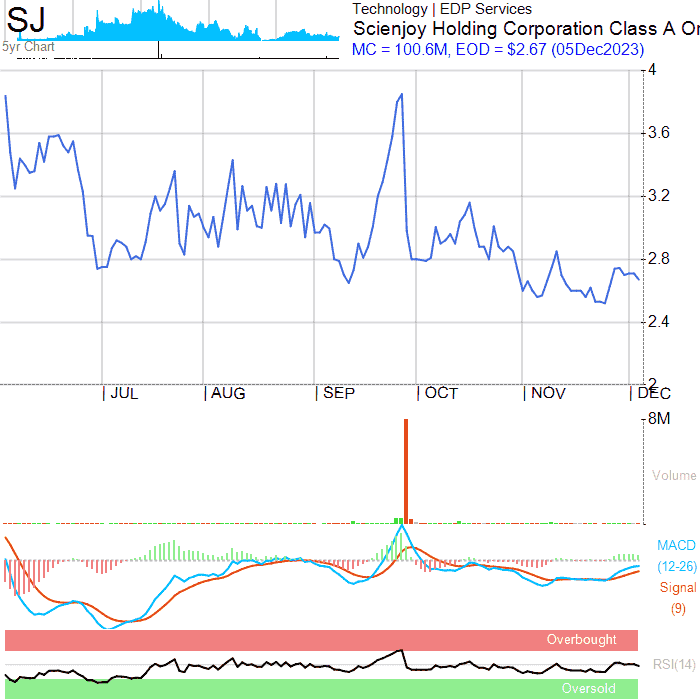 SJ
5yr Chart
Technology | EDP Services
Scienjoy Holding Corporation Class A Or
MC = 100.6M, EOD = $2.67 (05Dec2023)
4
3.6
3.2
2.8
2.4
2
| JUL | AUG | SEP | OCT | NOV | DEC
8M
Volume
MACD
(12-26)
Signal
(9)
Overbought
RSI(14)
Oversold